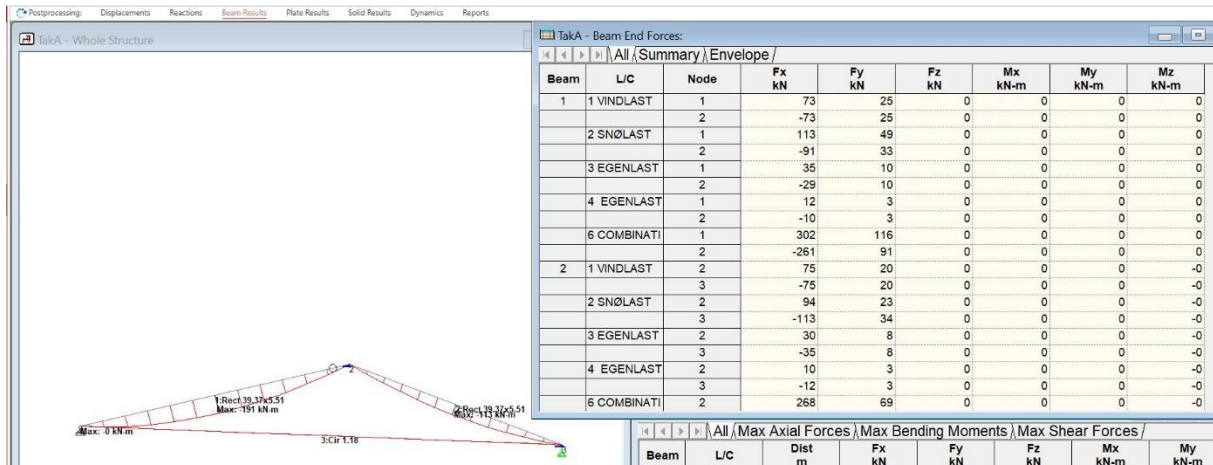 Postprocessing: Displacements Reactions Beam Results Plate Results Solid Results Dynamics Reports
TakA - Whole Structure
TakA - Beam End Forces:
All Summary Envelope
Beam L/C Node Fx kN Fy kN Fz kN Mx kN-m My kN-m Mz kN-m
1 1 VINDLAST 1 73 25 0 0 0 0
2 -73 25 0 0 0 0
2 SNØLAST 1 113 49 0 0 0 0
2 -91 33 0 0 0 0
3 EGENLAST 1 35 10 0 0 0 0
2 -29 10 0 0 0 0
4 EGENLAST 1 12 3 0 0 0 0
2 -10 3 0 0 0 0
6 COMBINATI 1 302 116 0 0 0 0
2 -261 91 0 0 0 0
2 1 VINDLAST 2 75 20 0 0 0 -0
3 -75 20 0 0 0 -0
2 SNØLAST 2 94 23 0 0 0 -0
3 -113 34 0 0 0 -0
3 EGENLAST 2 30 8 0 0 0 -0
3 -35 8 0 0 0 -0
4 EGENLAST 2 10 3 0 0 0 -0
3 -12 3 0 0 0 -0
6 COMBINATI 2 268 69 0 0 0 -0
2
1:Rect 39.37x5.51
Max: -191 kN-m
2:Rect 39.37x5.51
Max: -113 kN-m
Max: -0 kN-m
3:Cir 1.18
All Max Axial Forces Max Bending Moments Max Shear Forces
Beam L/C Dist m Fx kN Fy kN Fz kN Mx kN-m My kN-m